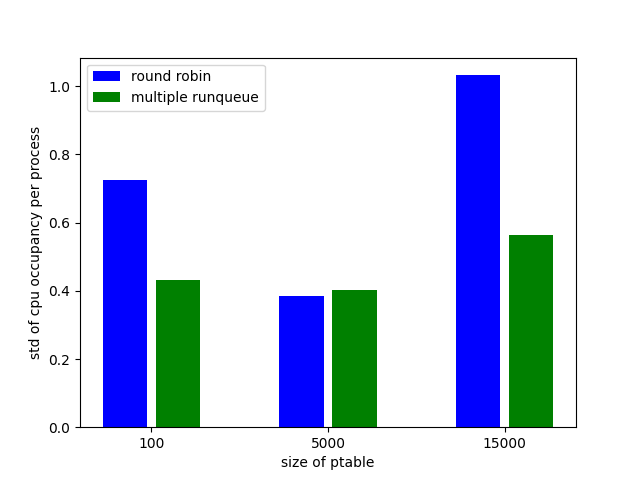 round robin
multiple runqueue
1.0
0.8
0.6
0.4
0.2
0.0
std of cpu occupancy per process
100
5000
15000
size of ptable